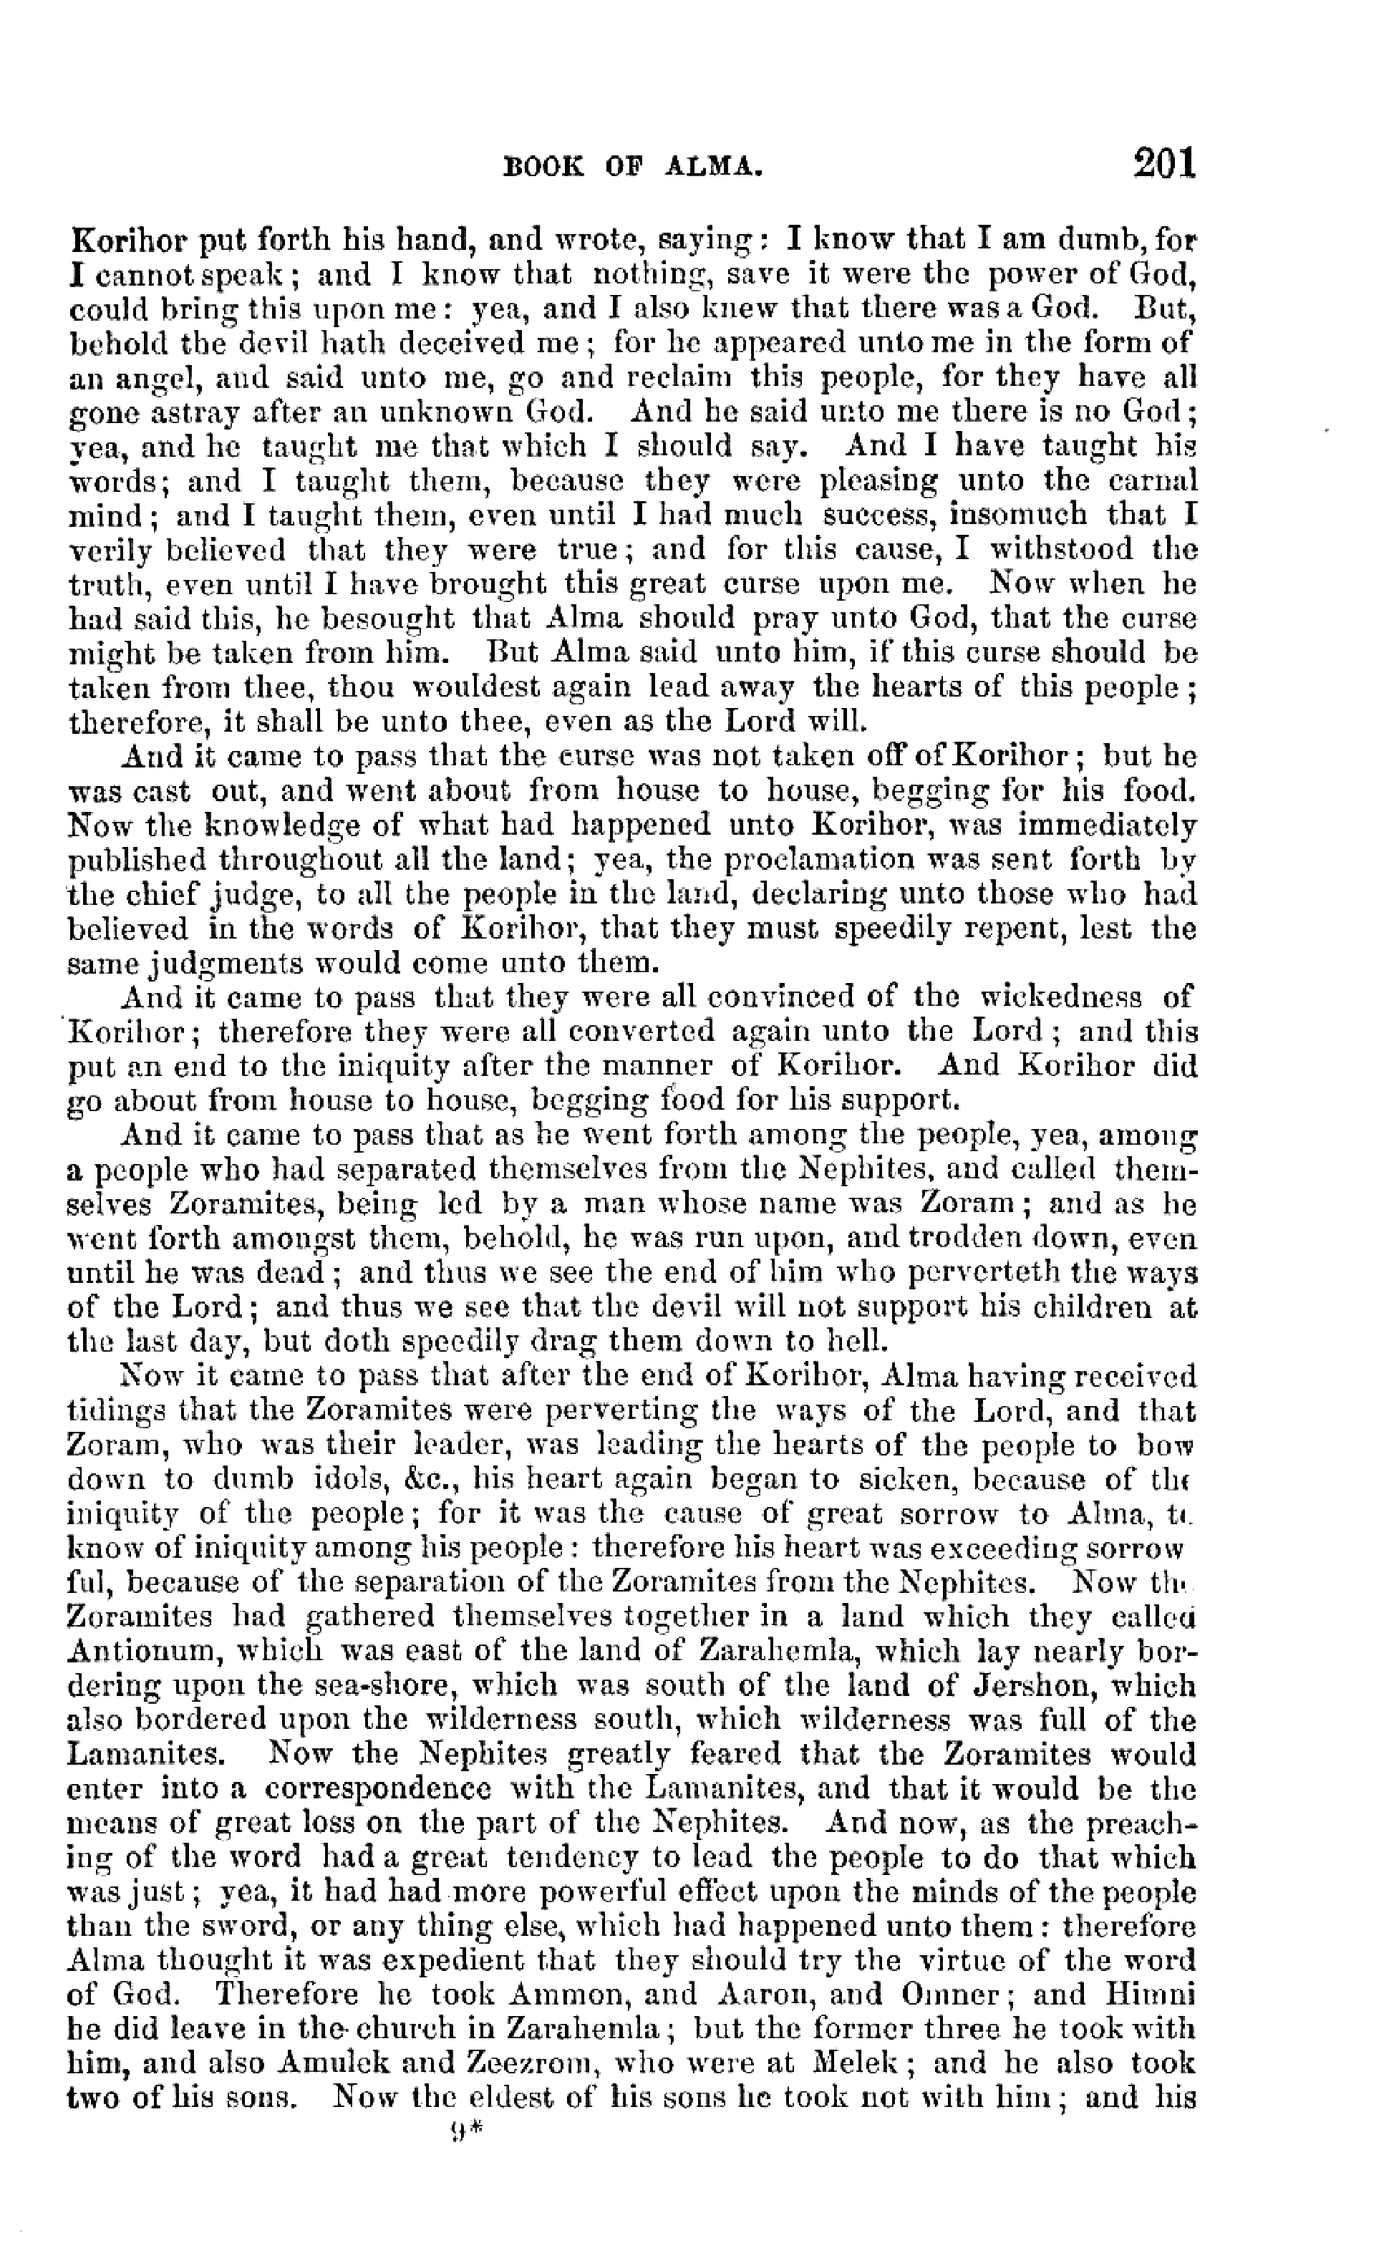 BOOK OF ALMA. 201
Korihor put forth his hand, and wrote, saying: I know that I am dumb, for
I cannot speak; and I know that nothing, save it were the power of God,
could bring this upon me: yea, and I also knew that there was a God. But,
behold the devil hath deceived me; for he appeared unto me in the form of
an angel, and said unto me, go and reclaim this people, for they have all
gone astray after an unknown God. And he said unto me there is no God;
yea, and he taught me that which I should say. And I have taught his
words; and I taught them, because they were pleasing unto the carnal
mind; and I taught them, even until I had much success, insomuch that I
verily believed that they were true; and for this cause, I withstood the
truth, even until I have brought this great curse upon me. Now when he
had said this, he besought that Alma should pray unto God, that the curse
might be taken from him. But Alma said unto him, if this curse should be
taken from thee, thou wouldest again lead away the hearts of this people;
therefore, it shall be unto thee, even as the Lord will.
And it came to pass that the curse was not taken off of Korihor; but he
was cast out, and went about from house to house, begging for his food.
Now the knowledge of what had happened unto Korihor, was immediately
published throughout all the land; yea, the proclamation was sent forth by
the chief judge, to all the people in the land, declaring unto those who had
believed in the words of Korihor, that they must speedily repent, lest the
same judgments would come unto them.
And it came to pass that they were all convinced of the wickedness of
Korihor; therefore they were all converted again unto the Lord; and this
put an end to the iniquity after the manner of Korihor. And Korihor did
go about from house to house, begging food for his support.
And it came to pass that as he went forth among the people, yea, among
a people who had separated themselves from the Nephites, and called them-
selves Zoramites, being led by a man whose name was Zoram; and as he
went forth amongst them, behold, he was run upon, and trodden down, even
until he was dead; and thus we see the end of him who perverteth the ways
of the Lord; and thus we see that the devil will not support his children at
the last day, but doth speedily drag them down to hell.
Now it came to pass that after the end of Korihor, Alma having received
tidings that the Zoramites were perverting the ways of the Lord, and that
Zoram, who was their leader, was leading the hearts of the people to bow
down to dumb idols, &c., his heart again began to sicken, because of the
iniquity of the people; for it was the cause of great sorrow to Alma, to
know of iniquity among his people: therefore his heart was exceeding sorrow
ful, because of the separation of the Zoramites from the Nephites. Now the
Zoramites had gathered themselves together in a land which they called
Antionum, which was east of the land of Zarahemla, which lay nearly bor-
dering upon the sea-shore, which was south of the land of Jershon, which
also bordered upon the wilderness south, which wilderness was full of the
Lamanites. Now the Nephites greatly feared that the Zoramites would
enter into a correspondence with the Lamanites, and that it would be the
means of great loss on the part of the Nephites. And now, as the preach-
ing of the word had a great tendency to lead the people to do that which
was just; yea, it had had more powerful effect upon the minds of the people
than the sword, or any thing else, which had happened unto them: therefore
Alma thought it was expedient that they should try the virtue of the word
of God. Therefore he took Ammon, and Aaron, and Omner; and Himni
he did leave in the church in Zarahemla; but the former three he took with
him, and also Amulek and Zeezrom, who were at Melek; and he also took
two of his sons. Now the eldest of his sons he took not with him; and his
9*